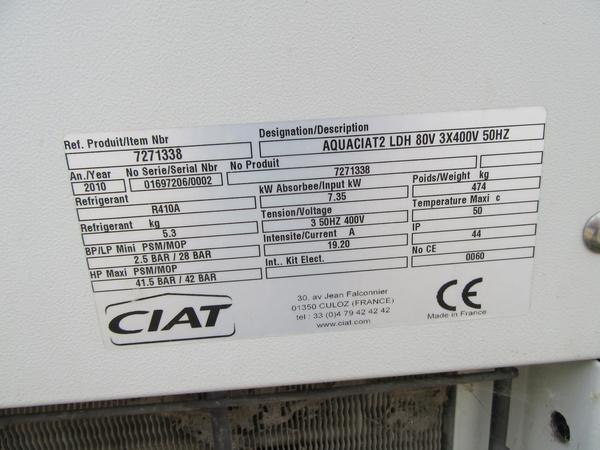 Ref. Produit/Item Nbr
7271338
Designation/Description
AQUACIAT2 LDH 80V 3X400V 50HZ
An./Year
2010
No Serie/Serial Nbr
01697206/0002
No Produit
7271338
Refrigerant
R410A
kW Absorbee/Input kW
7.35
Poids/Weight kg
474
Refrigerant kg
5.3
Tension/Voltage
3 50HZ 400V
Temperature Maxi c
50
BP/LP Mini PSM/MOP
2.5 BAR / 28 BAR
Intensite/Current A
19.20
IP
44
HP Maxi PSM/MOP
41.5 BAR / 42 BAR
Int.. Kit Elect.
No CE
0060
CIAT
30, av Jean Falconnier
01350 CULOZ (FRANCE)
tel : 33 (0)4 79 42 42 42
www.ciat.com
CE
Made in France